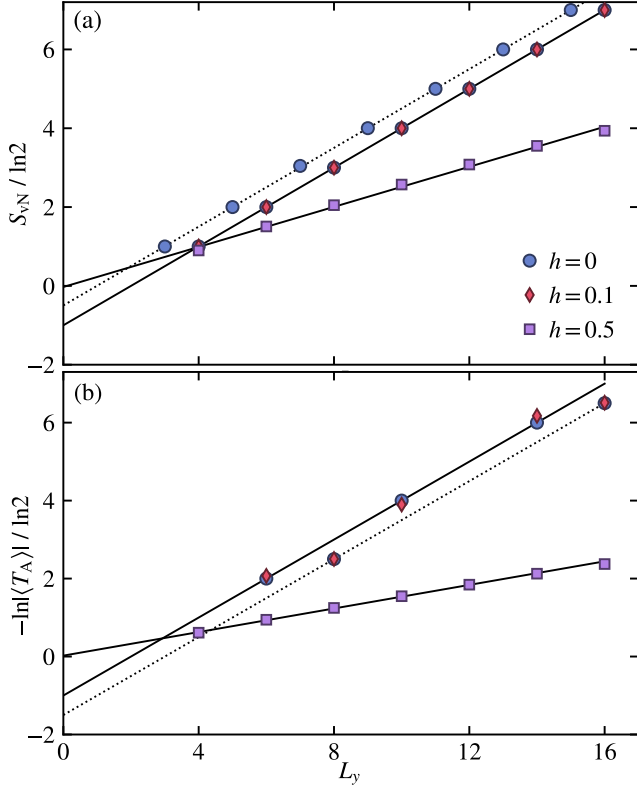 (a)
6
4
2
0
−2
S_vN / ln2
h = 0
h = 0.1
h = 0.5
(b)
6
4
2
0
−2
−ln|⟨T_A⟩| / ln2
0 4 8 12 16
L_y